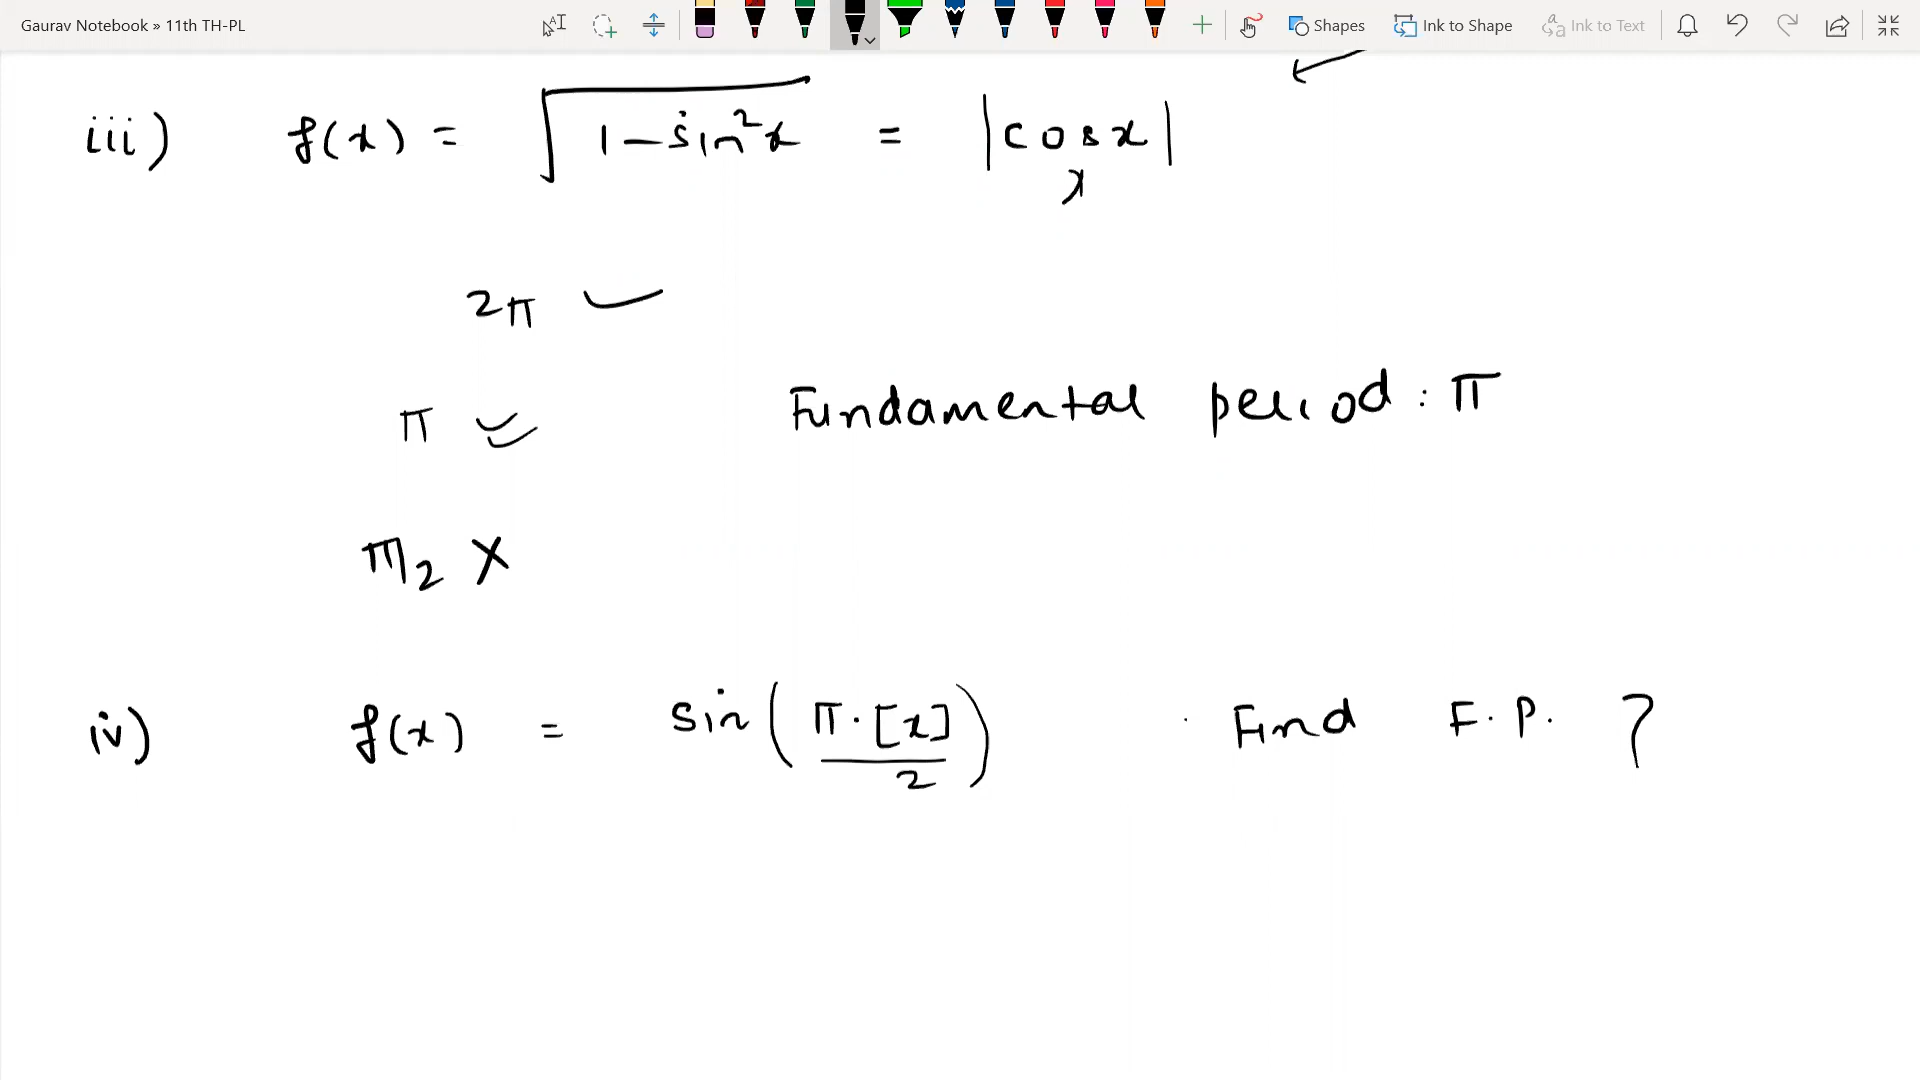 Gaurav Notebook » 11th TH-PL Shapes Ink to Shape Ink to Text
iii) f(x) = √(1-sin²x) = |cos x|
x
2π ✓
π ✓
Fundamental period : π
π/2 X
iv) f(x) = sin(π·[x]/2) Find F.P. ?